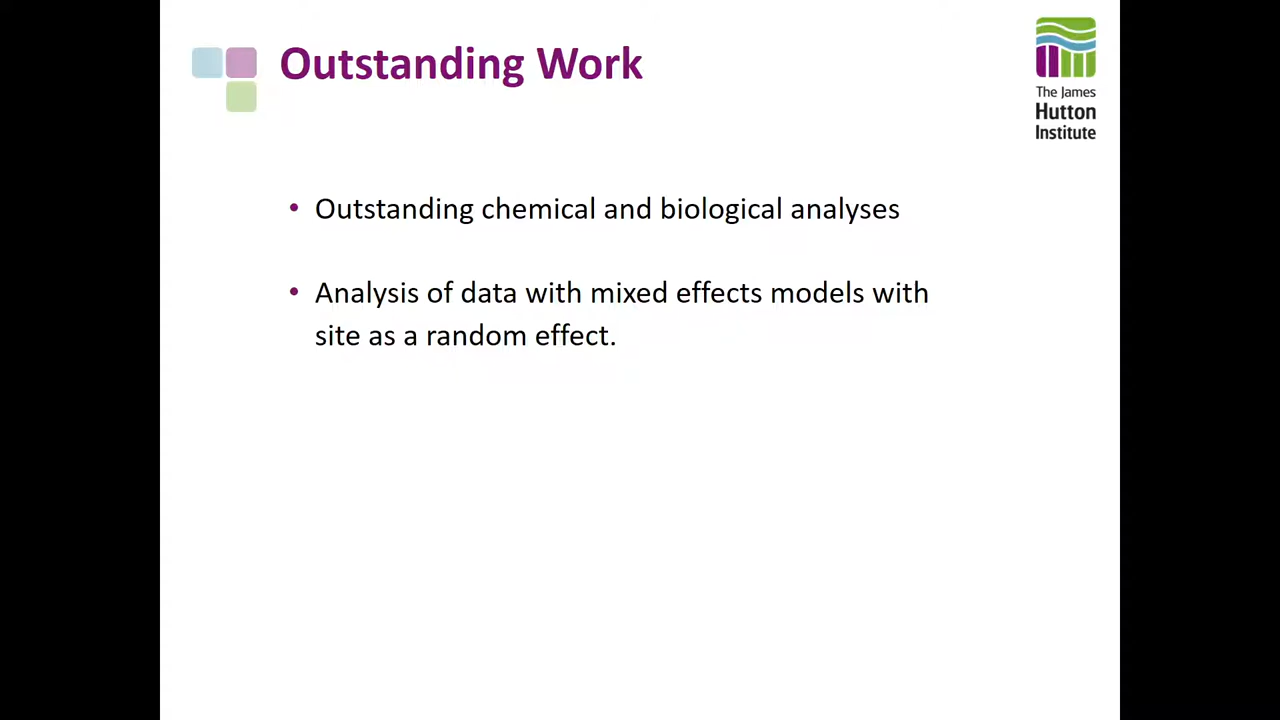 Outstanding Work
The James
Hutton
Institute
• Outstanding chemical and biological analyses
• Analysis of data with mixed effects models with
site as a random effect.